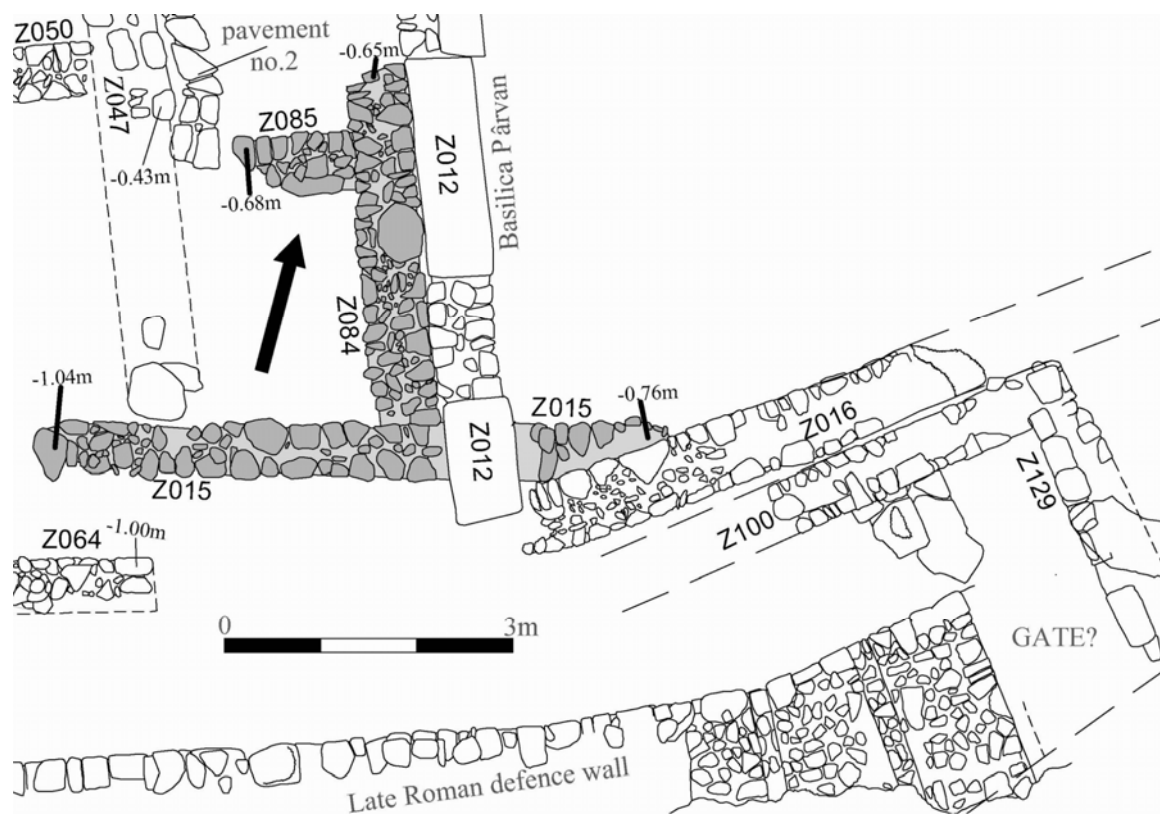 Z050
pavement
no.2
-0.65m
Z047
Z085
-0.43m
-0.68m
Z012
Basilica Pârvan
Z084
-1.04m
Z015
-0.76m
Z016
Z012
Z015
Z100
Z129
Z064
-1.00m
0
3m
GATE?
Late Roman defence wall